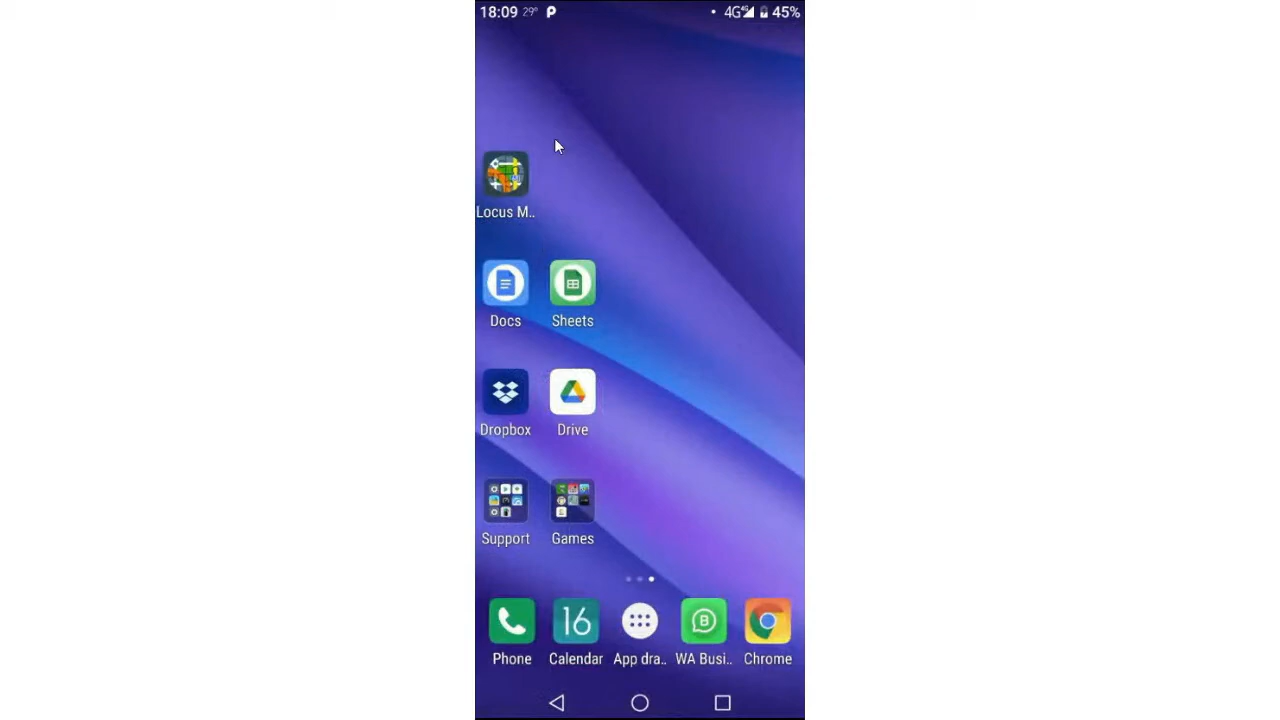 18:09 29° P 4G 45%
Locus M..
Docs Sheets
Dropbox Drive
Support Games
16
B
Phone Calendar App dra.. WA Busi.. Chrome